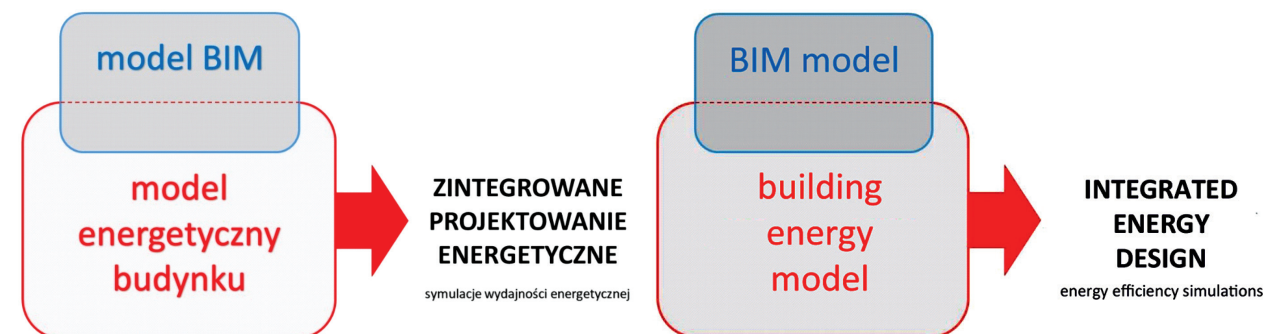 model BIM
model
energetyczny
budynku
ZINTEGROWANE
PROJEKTOWANIE
ENERGETYCZNE
symulacje wydajności energetycznej
BIM model
building
energy
model
INTEGRATED
ENERGY
DESIGN
energy efficiency simulations